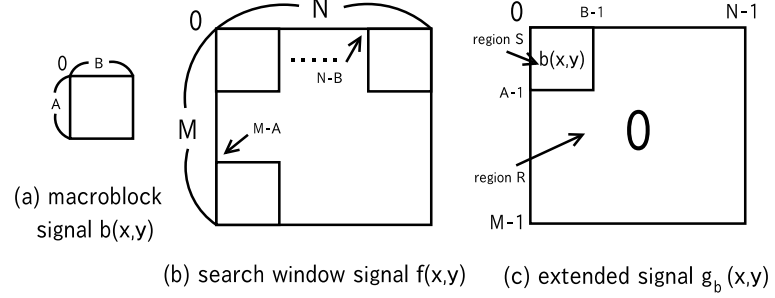 0 B
A
(a) macroblock
signal b(x,y)
0 N
N-B
M
M-A
(b) search window signal f(x,y)
0 B-1 N-1
region S
b(x,y)
A-1
0
region R
M-1
(c) extended signal g_b (x,y)